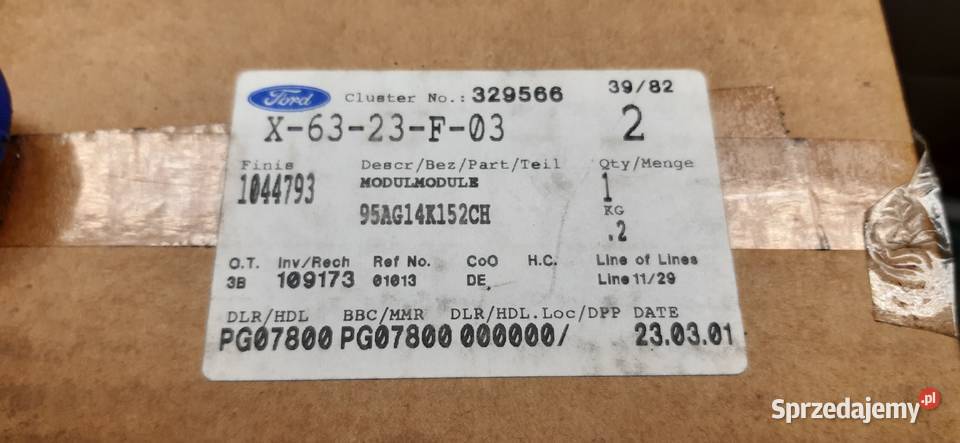 Ford Cluster No.: 329566 39/82
X-63-23-F-03 2
Finis Descr/Bez/Part/Teil Qty/Menge
1044793 MODULMODULE 1
95AG14K152CH KG
.2
O.T. Inv/Rech Ref No. CoO H.C. Line of Lines
3B 109173 01013 DE Line 11/29
DLR/HDL BBC/MMR DLR/HDL.Loc/DPP DATE
PG07800 PG07800 000000/ 23.03.01
Sprzedajemy.pl